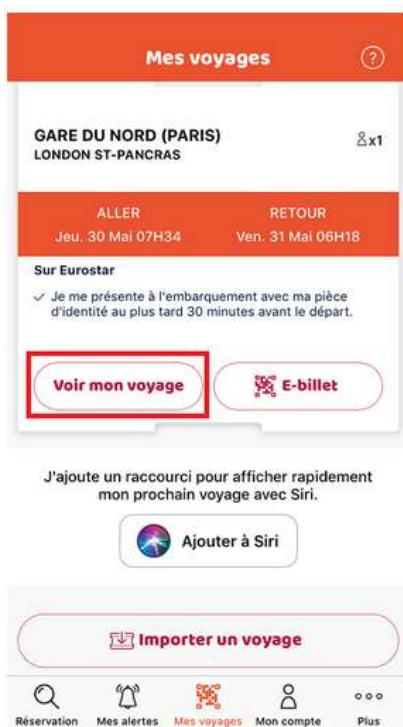 Mes voyages
?
GARE DU NORD (PARIS)
x1
LONDON ST-PANCRAS
ALLER
RETOUR
Jeu. 30 Mai 07H34
Ven. 31 Mai 06H18
Sur Eurostar
✓ Je me présente à l'embarquement avec ma pièce
d'identité au plus tard 30 minutes avant le départ.
Voir mon voyage
E-billet
J'ajoute un raccourci pour afficher rapidement
mon prochain voyage avec Siri.
Ajouter à Siri
Importer un voyage
Réservation
Mes alertes
Mes voyages
Mon compte
Plus